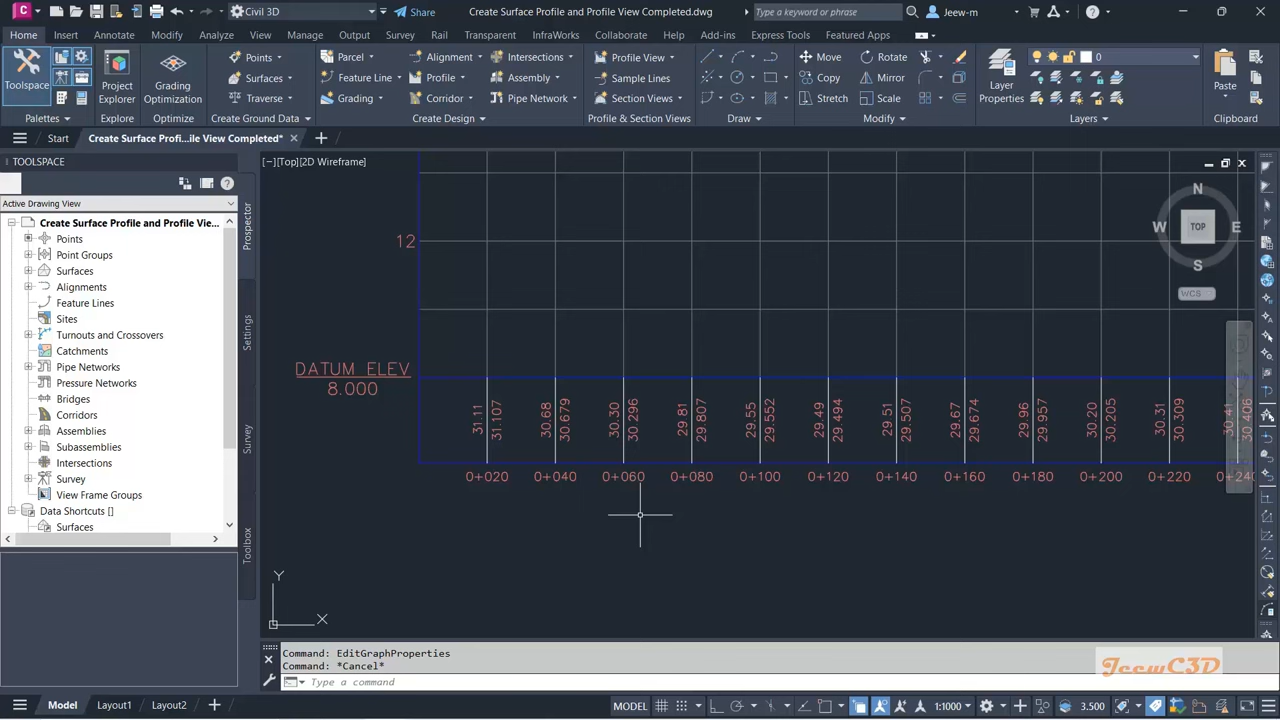 Civil 3D
Share
Create Surface Profile and Profile View Completed.dwg
Type a keyword or phrase
Jeew-m
Home
Insert
Annotate
Modify
Analyze
View
Manage
Output
Survey
Rail
Transparent
InfraWorks
Collaborate
Help
Add-ins
Express Tools
Featured Apps
Toolspace
Project Explorer
Grading Optimization
Points
Surfaces
Traverse
Parcel
Feature Line
Grading
Alignment
Profile
Corridor
Intersections
Assembly
Pipe Network
Profile View
Sample Lines
Section Views
Move
Copy
Stretch
Rotate
Mirror
Scale
Layer Properties
0
Paste
Palettes
Explore
Optimize
Create Ground Data
Create Design
Profile & Section Views
Draw
Modify
Layers
Clipboard
Start
Create Surface Profi...ile View Completed*
TOOLSPACE
Active Drawing View
Create Surface Profile and Profile Vie...
Points
Point Groups
Surfaces
Alignments
Feature Lines
Sites
Turnouts and Crossovers
Catchments
Pipe Networks
Pressure Networks
Bridges
Corridors
Assemblies
Subassemblies
Intersections
Survey
View Frame Groups
Data Shortcuts []
Surfaces
Prospector
Settings
Survey
Toolbox
[−][Top][2D Wireframe]
N
W
TOP
E
S
WCS
12
DATUM ELEV
8.000
31.11 31.107
30.68 30.679
30.30 30.296
29.81 29.807
29.55 29.552
29.49 29.494
29.51 29.507
29.67 29.674
29.96 29.957
30.20 30.205
30.31 30.309
30.41 30.406
0+020 0+040 0+060 0+080 0+100 0+120 0+140 0+160 0+180 0+200 0+220 0+240
Y
X
Command: EditGraphProperties
Command: *Cancel*
Type a command
JeewC3D
Model
Layout1
Layout2
MODEL
1:1000
3.500